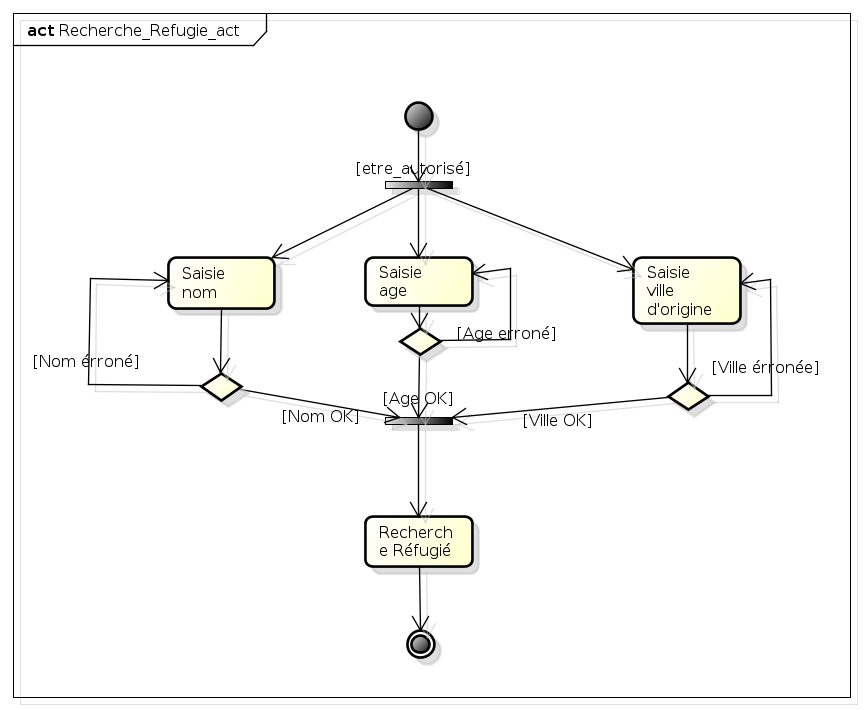 act Recherche_Refugie_act
[etre_autorisé]
Saisie
nom
Saisie
age
Saisie
ville
d'origine
[Age erroné]
[Nom érroné]
[Ville érronée]
[Age OK]
[Nom OK]
[Ville OK]
Recherch
e Réfugié